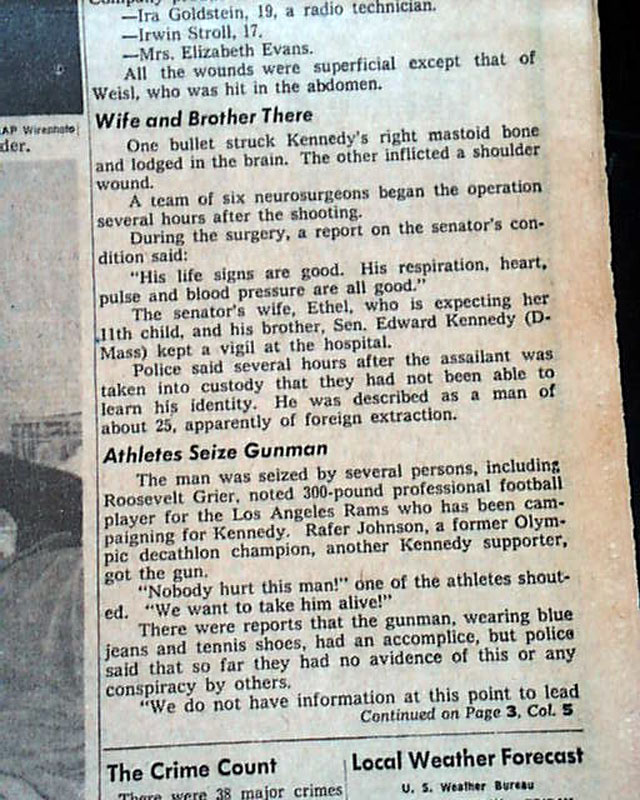 —Ira Goldstein, 19, a radio technician.
—Irwin Stroll, 17.
—Mrs. Elizabeth Evans.
All the wounds were superficial except that of
Weisl, who was hit in the abdomen.
AP Wirephoto
der.
Wife and Brother There
One bullet struck Kennedy's right mastoid bone
and lodged in the brain. The other inflicted a shoulder
wound.
A team of six neurosurgeons began the operation
several hours after the shooting.
During the surgery, a report on the senator's con-
dition said:
"His life signs are good. His respiration, heart,
pulse and blood pressure are all good."
The senator's wife, Ethel, who is expecting her
11th child, and his brother, Sen. Edward Kennedy (D-
Mass) kept a vigil at the hospital.
Police said several hours after the assailant was
taken into custody that they had not been able to
learn his identity. He was described as a man of
about 25, apparently of foreign extraction.
Athletes Seize Gunman
The man was seized by several persons, including
Roosevelt Grier, noted 300-pound professional football
player for the Los Angeles Rams who has been cam-
paigning for Kennedy. Rafer Johnson, a former Olym-
pic decathlon champion, another Kennedy supporter,
got the gun.
"Nobody hurt this man!" one of the athletes shout-
ed. "We want to take him alive!"
There were reports that the gunman, wearing blue
jeans and tennis shoes, had an accomplice, but police
said that so far they had no avidence of this or any
conspiracy by others.
"We do not have information at this point to lead
Continued on Page 3, Col. 5
The Crime Count
There were 38 major crimes
Local Weather Forecast
U. S. Weather Bureau